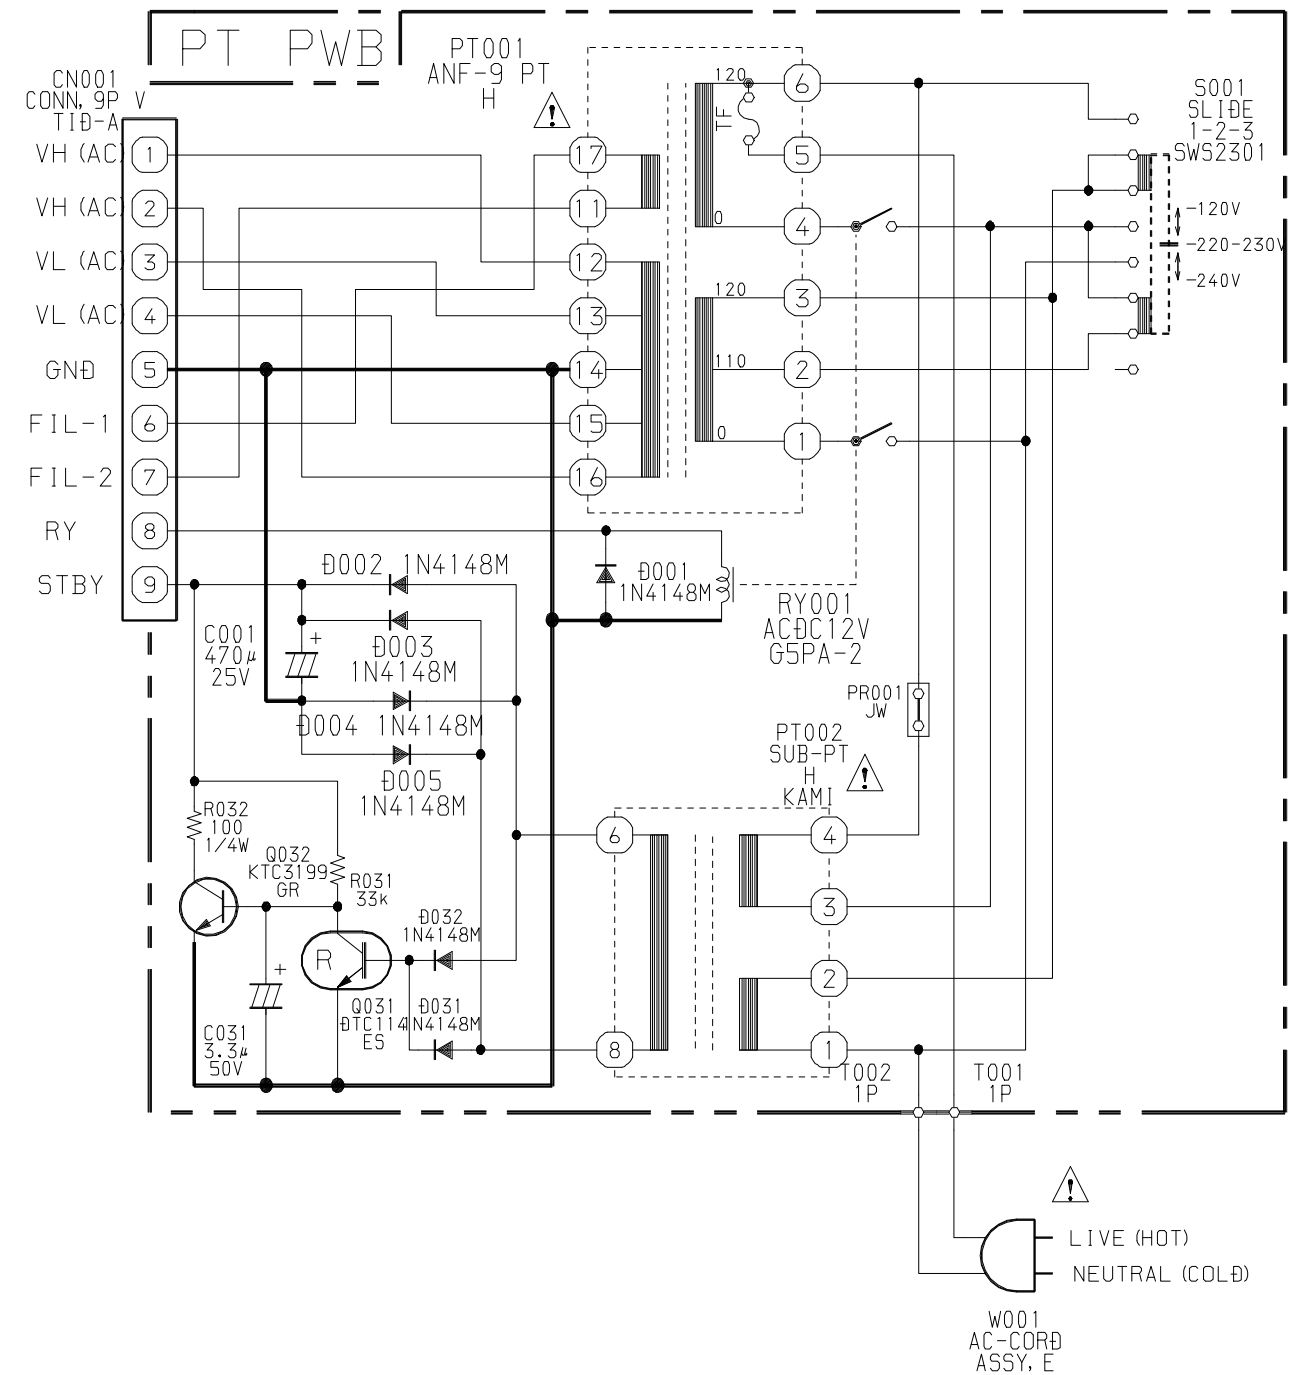 PT PWB
CN001
CONN, 9P V
TID-A
VH (AC) 1
VH (AC) 2
VL (AC) 3
VL (AC) 4
GND 5
FIL-1 6
FIL-2 7
RY 8
STBY 9
PT001
ANF-9 PT
H
!
17
11
12
13
14
15
16
120
TF
0
120
110
0
6
5
4
3
2
1
S001
SLIDE
1-2-3
SWS2301
-120V
-220-230V
-240V
D001
1N4148M
RY001
ACDC12V
G5PA-2
D002 1N4148M
D003
1N4148M
D004 1N4148M
D005
1N4148M
C001
470μ
25V
+
PR001
JW
PT002
SUB-PT
H
KAMI
!
6
8
4
3
2
1
R032
100
1/4W
Q032
KTC3199
GR
R031
33k
D032
1N4148M
R
+
C031
3.3μ
50V
Q031
DTC114
ES
D031
1N4148M
T002
1P
T001
1P
!
LIVE (HOT)
NEUTRAL (COLD)
W001
AC-CORD
ASSY, E